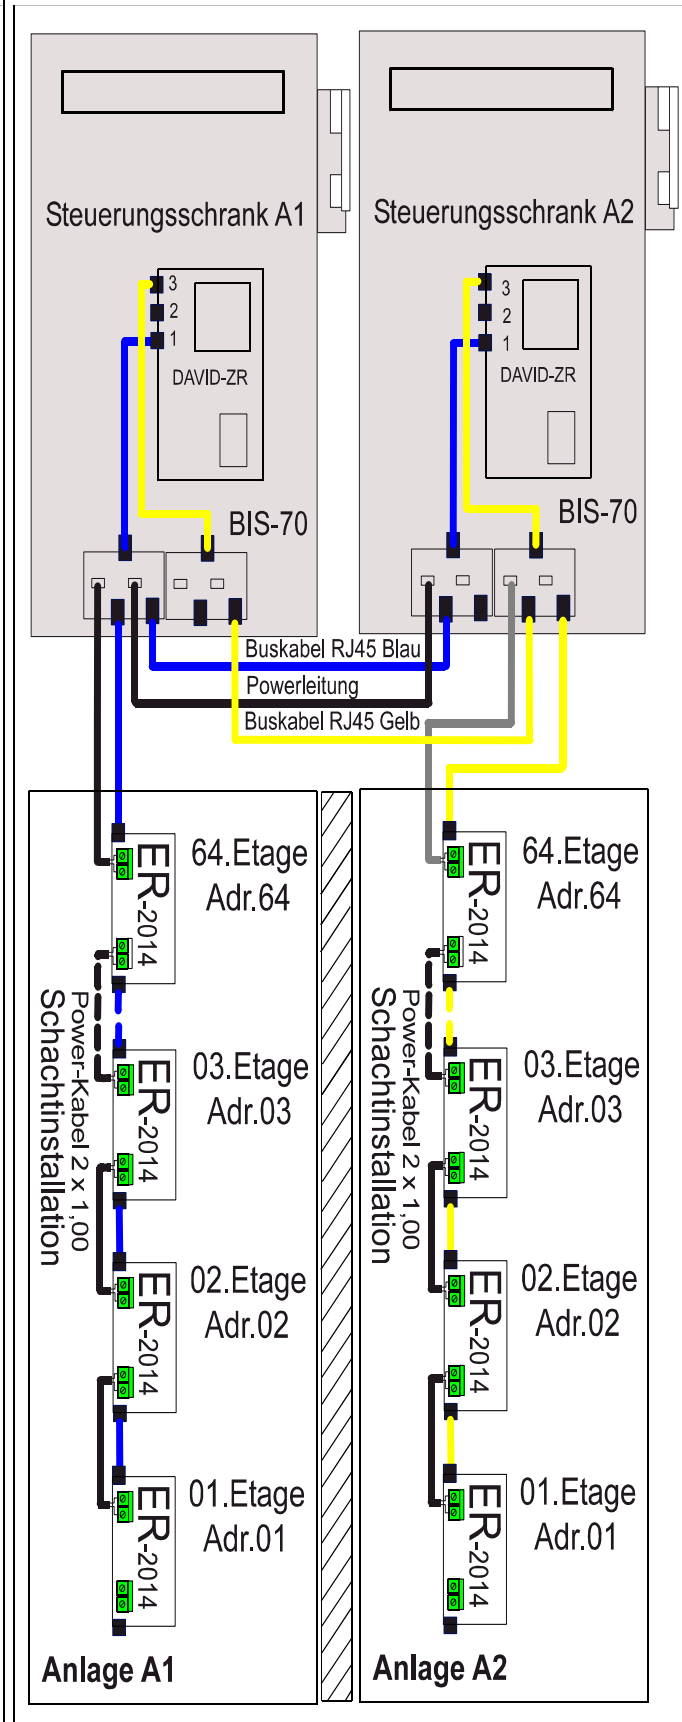 Steuerungsschrank A1
3
2
1
DAVID-ZR
BIS-70
Steuerungsschrank A2
3
2
1
DAVID-ZR
BIS-70
Buskabel RJ45 Blau
Powerleitung
Buskabel RJ45 Gelb
64.Etage
Adr.64
ER-2014
03.Etage
Adr.03
ER-2014
Power-Kabel 2 x 1,00
Schachtinstallation
02.Etage
Adr.02
ER-2014
01.Etage
Adr.01
ER-2014
Anlage A1
64.Etage
Adr.64
ER-2014
03.Etage
Adr.03
ER-2014
Power-Kabel 2 x 1,00
Schachtinstallation
02.Etage
Adr.02
ER-2014
01.Etage
Adr.01
ER-2014
Anlage A2